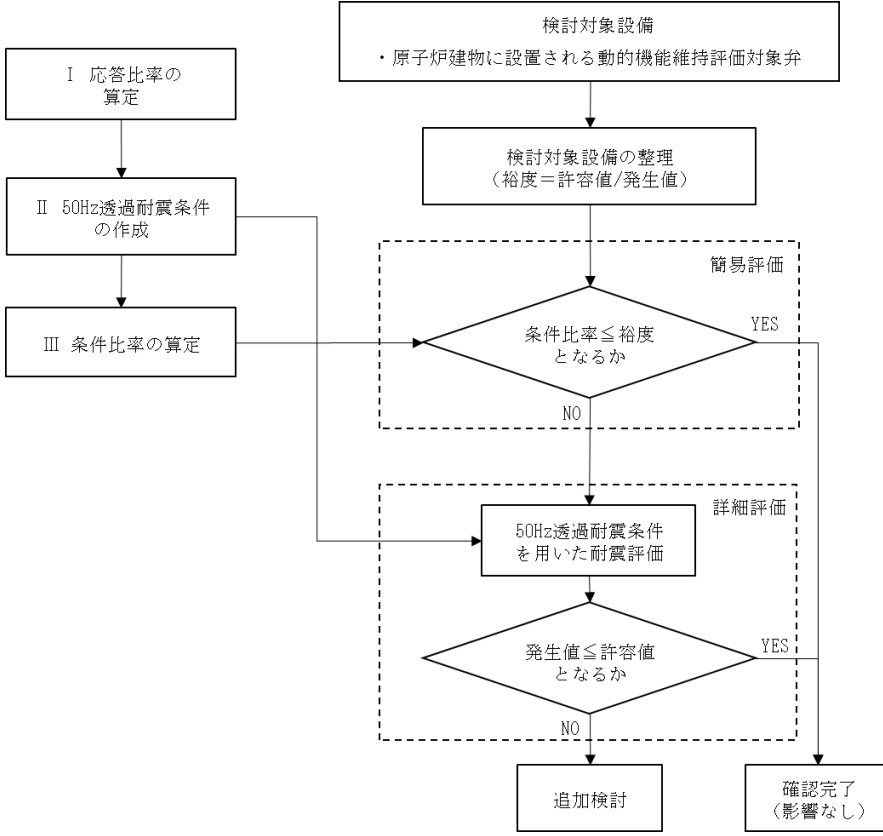 検討対象設備
・原子炉建物に設置される動的機能維持評価対象弁
Ⅰ 応答比率の
算定
検討対象設備の整理
（裕度＝許容値/発生値）
Ⅱ 50Hz透過耐震条件
の作成
簡易評価
Ⅲ 条件比率の算定
条件比率≦裕度
となるか
YES
NO
詳細評価
50Hz透過耐震条件
を用いた耐震評価
発生値≦許容値
となるか
YES
NO
追加検討
確認完了
（影響なし）